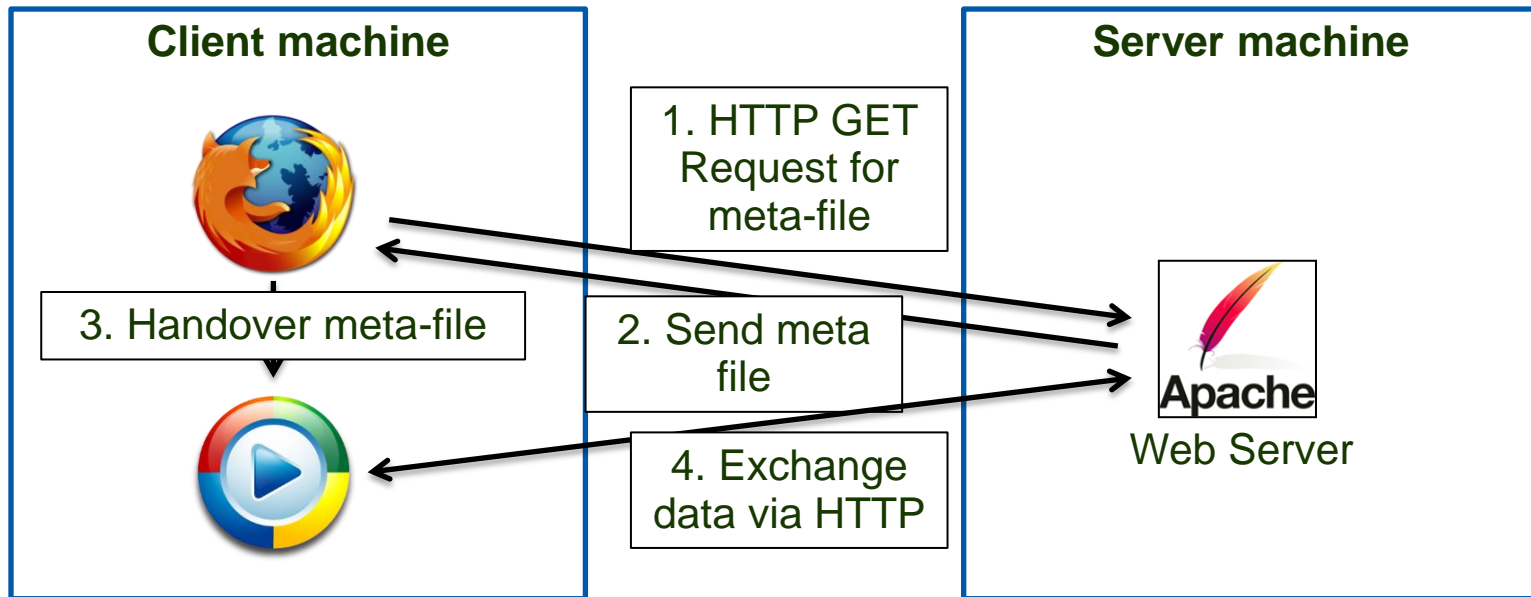 Client machine
Server machine
1. HTTP GET
Request for
meta-file
3. Handover meta-file
2. Send meta
file
Apache
Web Server
4. Exchange
data via HTTP